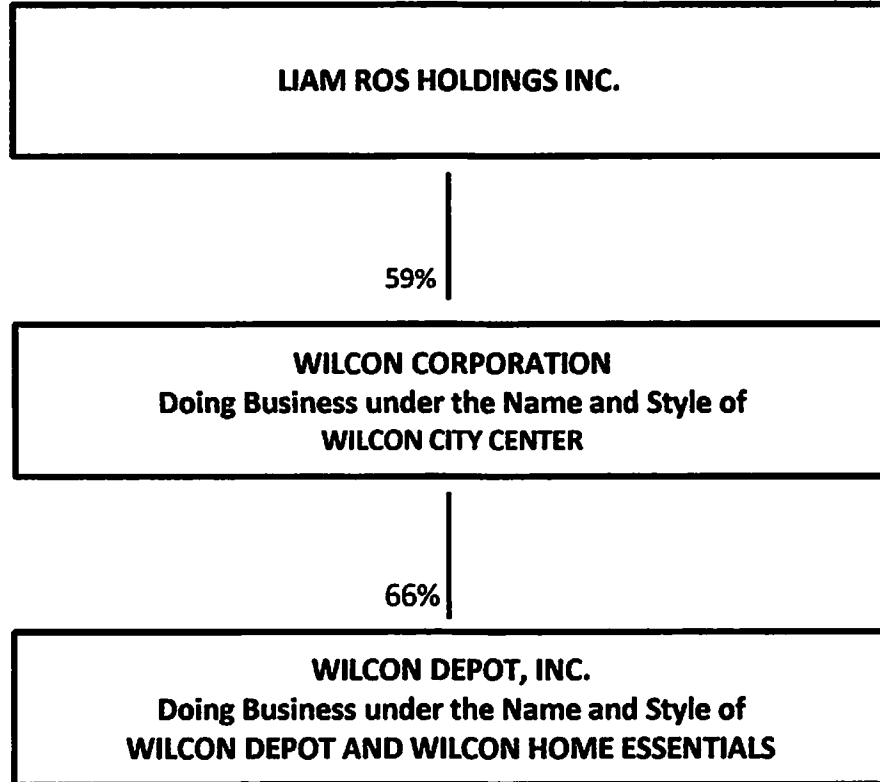 LIAM ROS HOLDINGS INC.
59%
WILCON CORPORATION
Doing Business under the Name and Style of
WILCON CITY CENTER
66%
WILCON DEPOT, INC.
Doing Business under the Name and Style of
WILCON DEPOT AND WILCON HOME ESSENTIALS